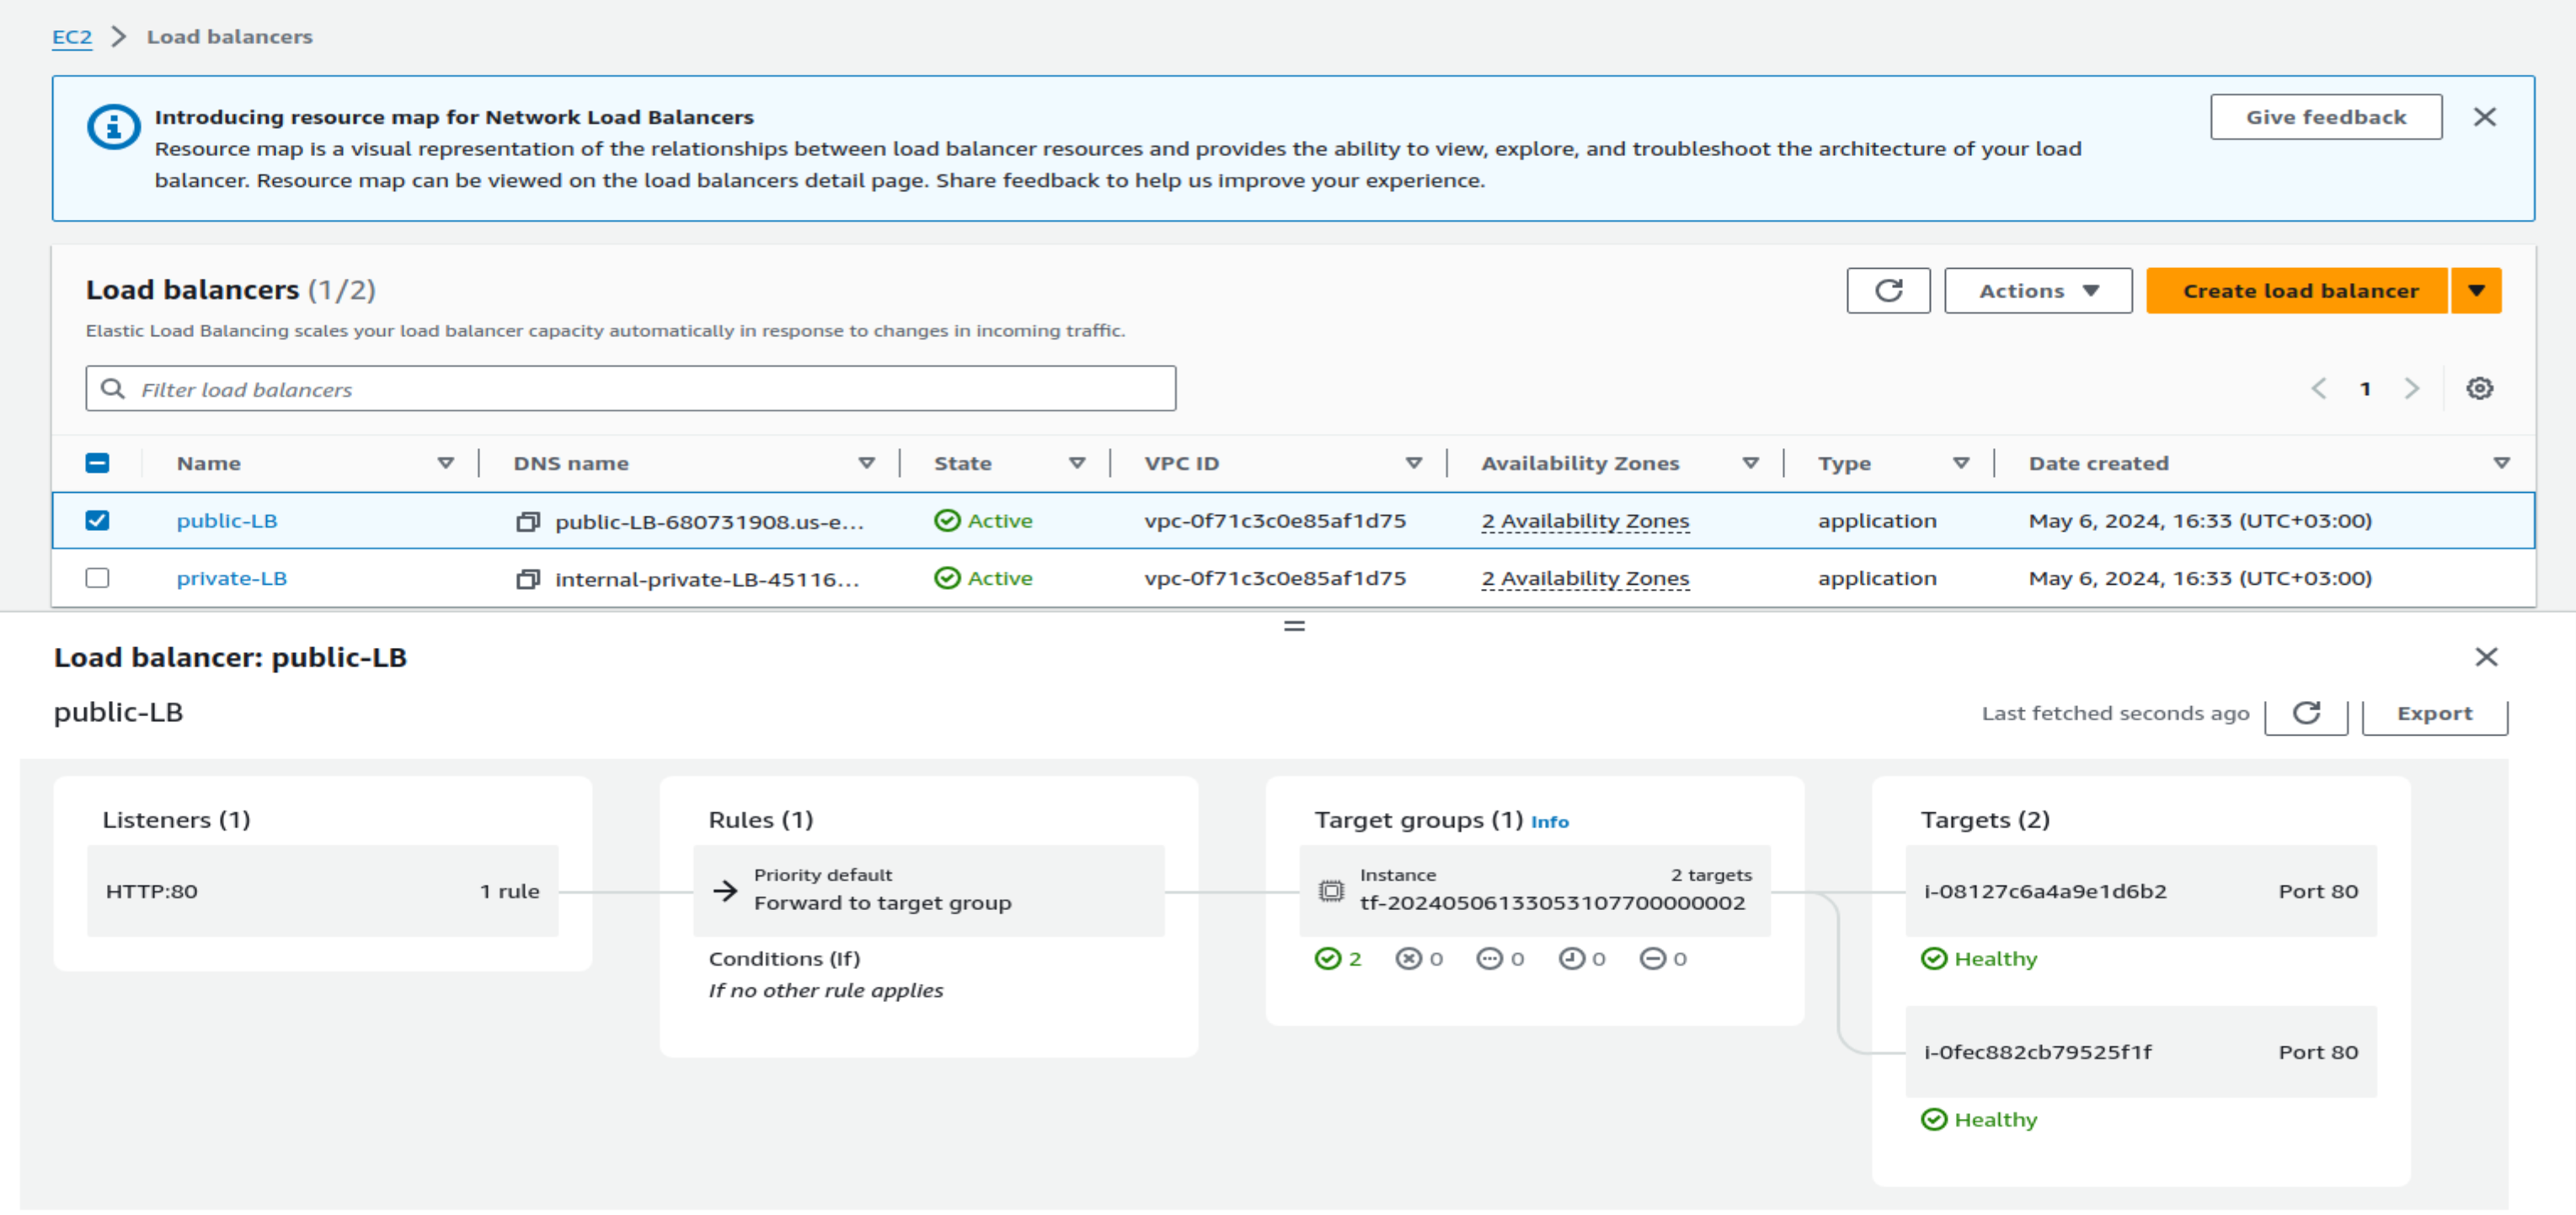 EC2 > Load balancers
Introducing resource map for Network Load Balancers
Give feedback
Resource map is a visual representation of the relationships between load balancer resources and provides the ability to view, explore, and troubleshoot the architecture of your load
balancer. Resource map can be viewed on the load balancers detail page. Share feedback to help us improve your experience.
Load balancers (1/2)
Actions
Create load balancer
Elastic Load Balancing scales your load balancer capacity automatically in response to changes in incoming traffic.
Filter load balancers
1
Name DNS name State VPC ID Availability Zones Type Date created
public-LB public-LB-680731908.us-e... Active vpc-0f71c3c0e85af1d75 2 Availability Zones application May 6, 2024, 16:33 (UTC+03:00)
private-LB internal-private-LB-45116... Active vpc-0f71c3c0e85af1d75 2 Availability Zones application May 6, 2024, 16:33 (UTC+03:00)
Load balancer: public-LB
public-LB
Last fetched seconds ago
Export
Listeners (1)
HTTP:80 1 rule
Rules (1)
Priority default
Forward to target group
Conditions (If)
If no other rule applies
Target groups (1) Info
Instance 2 targets
tf-20240506133053107700000002
2 0 0 0 0
Targets (2)
i-08127c6a4a9e1d6b2 Port 80
Healthy
i-0fec882cb79525f1f Port 80
Healthy